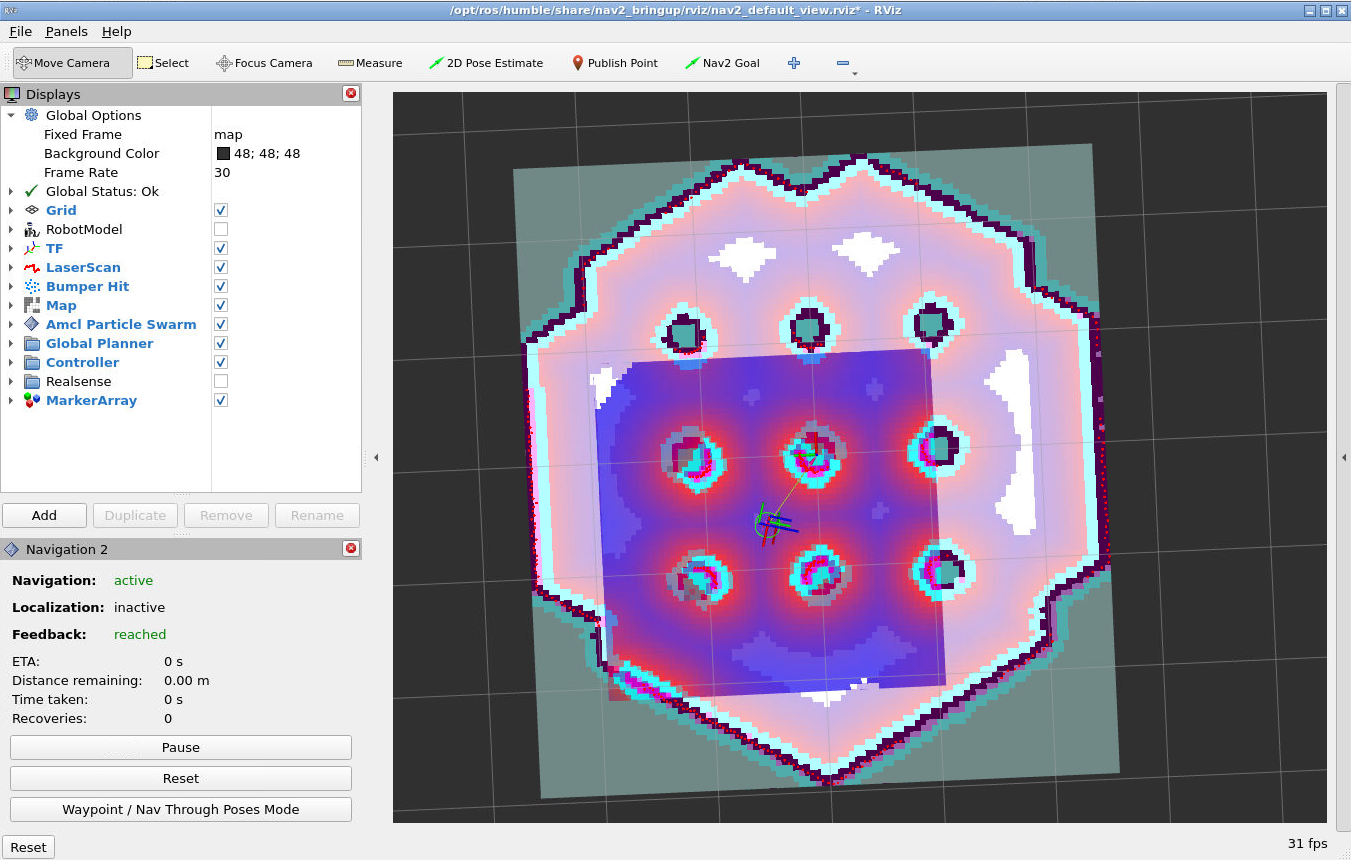 RViz
/opt/ros/humble/share/nav2_bringup/rviz/nav2_default_view.rviz* - RViz
File Panels Help
Move Camera Select Focus Camera Measure 2D Pose Estimate Publish Point Nav2 Goal
Displays
Global Options
Fixed Frame map
Background Color 48; 48; 48
Frame Rate 30
Global Status: Ok
Grid
RobotModel
TF
LaserScan
Bumper Hit
Map
Amcl Particle Swarm
Global Planner
Controller
Realsense
MarkerArray
Add Duplicate Remove Rename
Navigation 2
Navigation: active
Localization: inactive
Feedback: reached
ETA: 0 s
Distance remaining: 0.00 m
Time taken: 0 s
Recoveries: 0
Pause
Reset
Waypoint / Nav Through Poses Mode
Reset 31 fps